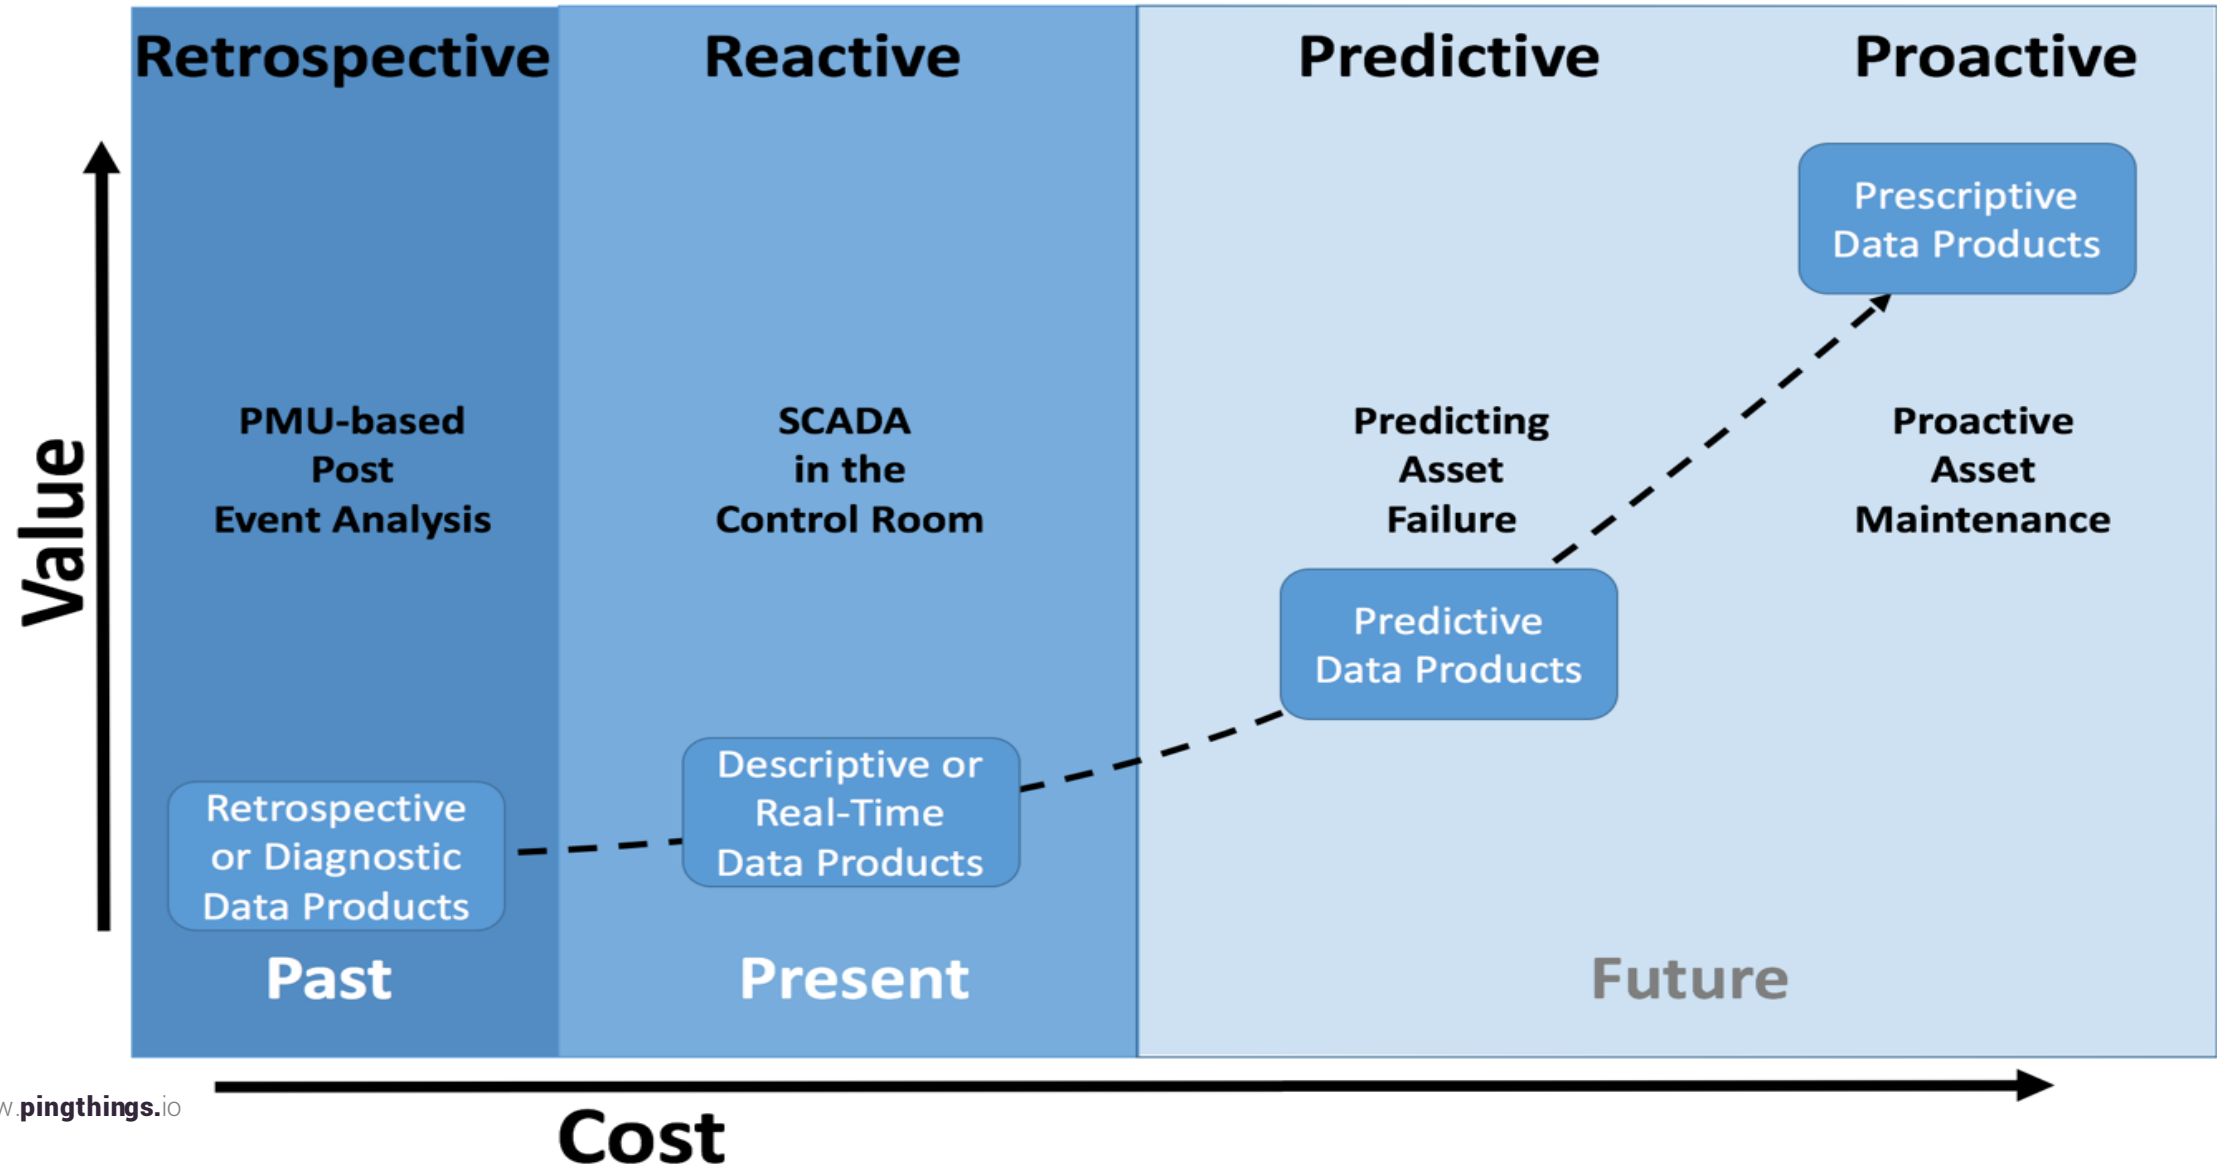 Retrospective
Reactive
Predictive
Proactive
Prescriptive
Data Products
PMU-based
Post
Event Analysis
SCADA
in the
Control Room
Predicting
Asset
Failure
Proactive
Asset
Maintenance
Value
Predictive
Data Products
Retrospective
or Diagnostic
Data Products
Descriptive or
Real-Time
Data Products
Past
Present
Future
w.pingthings.io
Cost